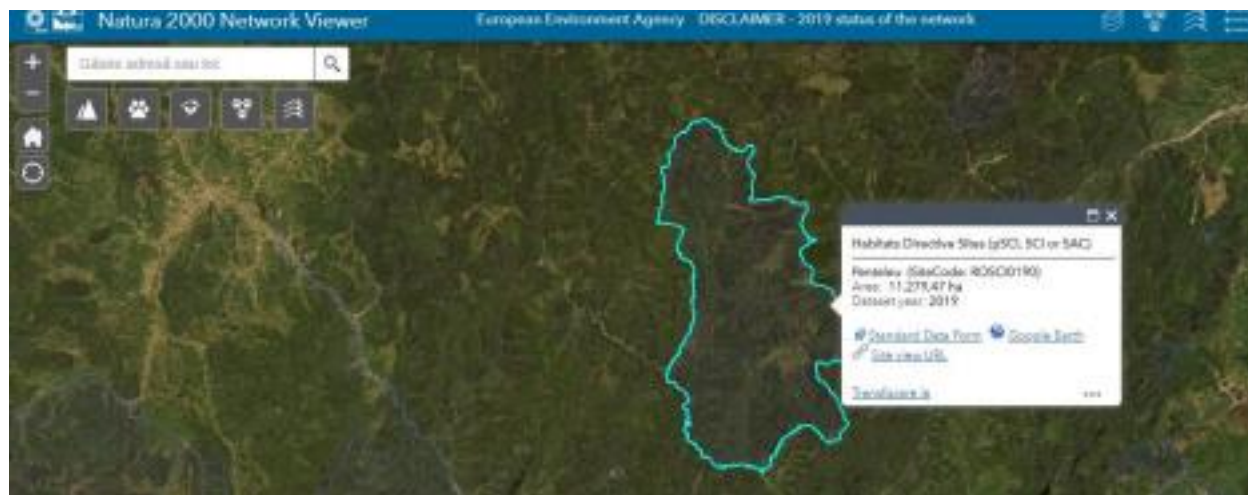 Natura 2000 Network Viewer
European Environment Agency DISCLAIMER - 2019 status of the network
Habitats Directive Sites (pSCI, SCI or SAC)
Penteleu (SiteCode: ROSCI0190)
Area: 11.279,47 ha
Dataset year: 2019
Standard Data Form Google Earth
Site view URL